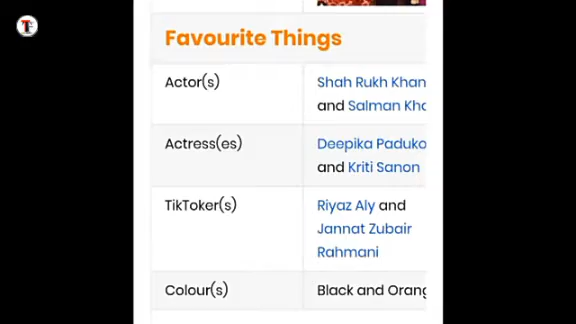 Favourite Things
Actor(s)
Shah Rukh Khan
and Salman
Actress(es)
Deepika
and Kriti Sanon
TikToker(s)
Riyaz Aly and
Jannat Zubair
Rahmani
Colour(s)
Black and